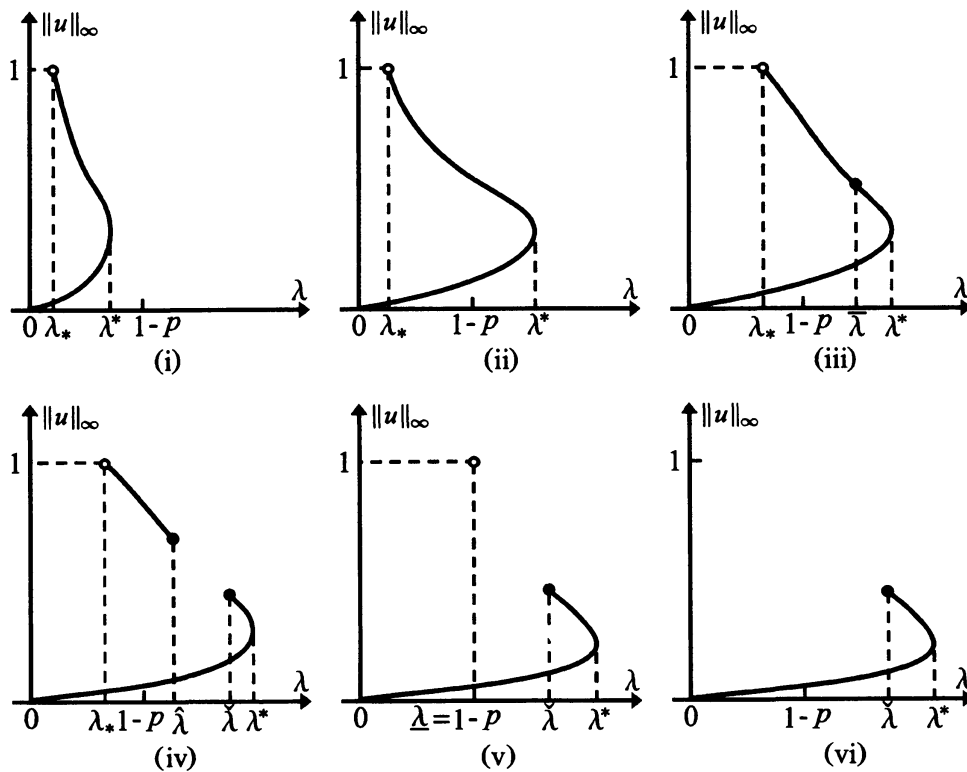 ‖u‖∞ ‖u‖∞ ‖u‖∞
1 1 1
λ λ λ
0 λ* λ* 1-p 0 λ* 1-p λ* 0 λ* 1-p λ̄ λ*
(i) (ii) (iii)
‖u‖∞ ‖u‖∞ ‖u‖∞
1 1 1
λ λ λ
0 λ* 1-p λ̂ λ̌ λ* 0 λ̲=1-p λ̌ λ* 0 1-p λ̌ λ*
(iv) (v) (vi)